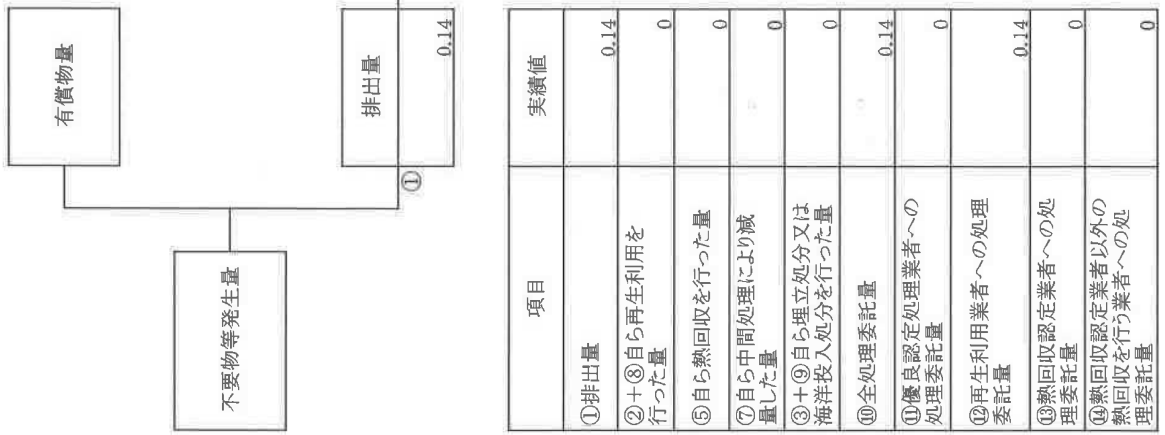 不要物等発生量
有償物量
①
排出量
0.14
項目
実績値
①排出量
0.14
②+⑧自ら再生利用を
行った量
0
⑤自ら熱回収を行った量
0
⑦自ら中間処理により減
量した量
0
③+⑨自ら埋立処分又は
海洋投入処分を行った量
0
⑩全処理委託量
0.14
⑪優良認定処理業者への
処理委託量
0
⑫再生利用業者への処理
委託量
0.14
⑬熱回収認定業者への処
理委託量
0
⑭熱回収認定業者以外の
熱回収を行う業者への処
理委託量
0